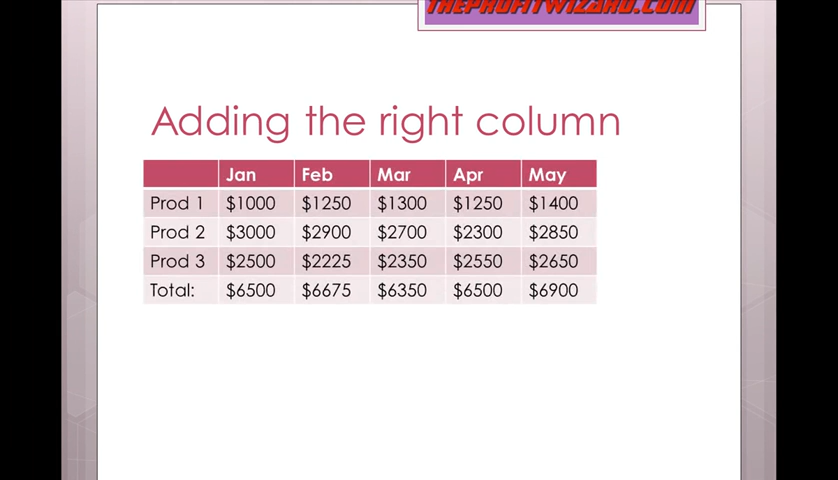 THEPROFITWIZARD.COM
Adding the right column
Jan Feb Mar Apr May
Prod 1 $1000 $1250 $1300 $1250 $1400
Prod 2 $3000 $2900 $2700 $2300 $2850
Prod 3 $2500 $2225 $2350 $2550 $2650
Total: $6500 $6675 $6350 $6500 $6900